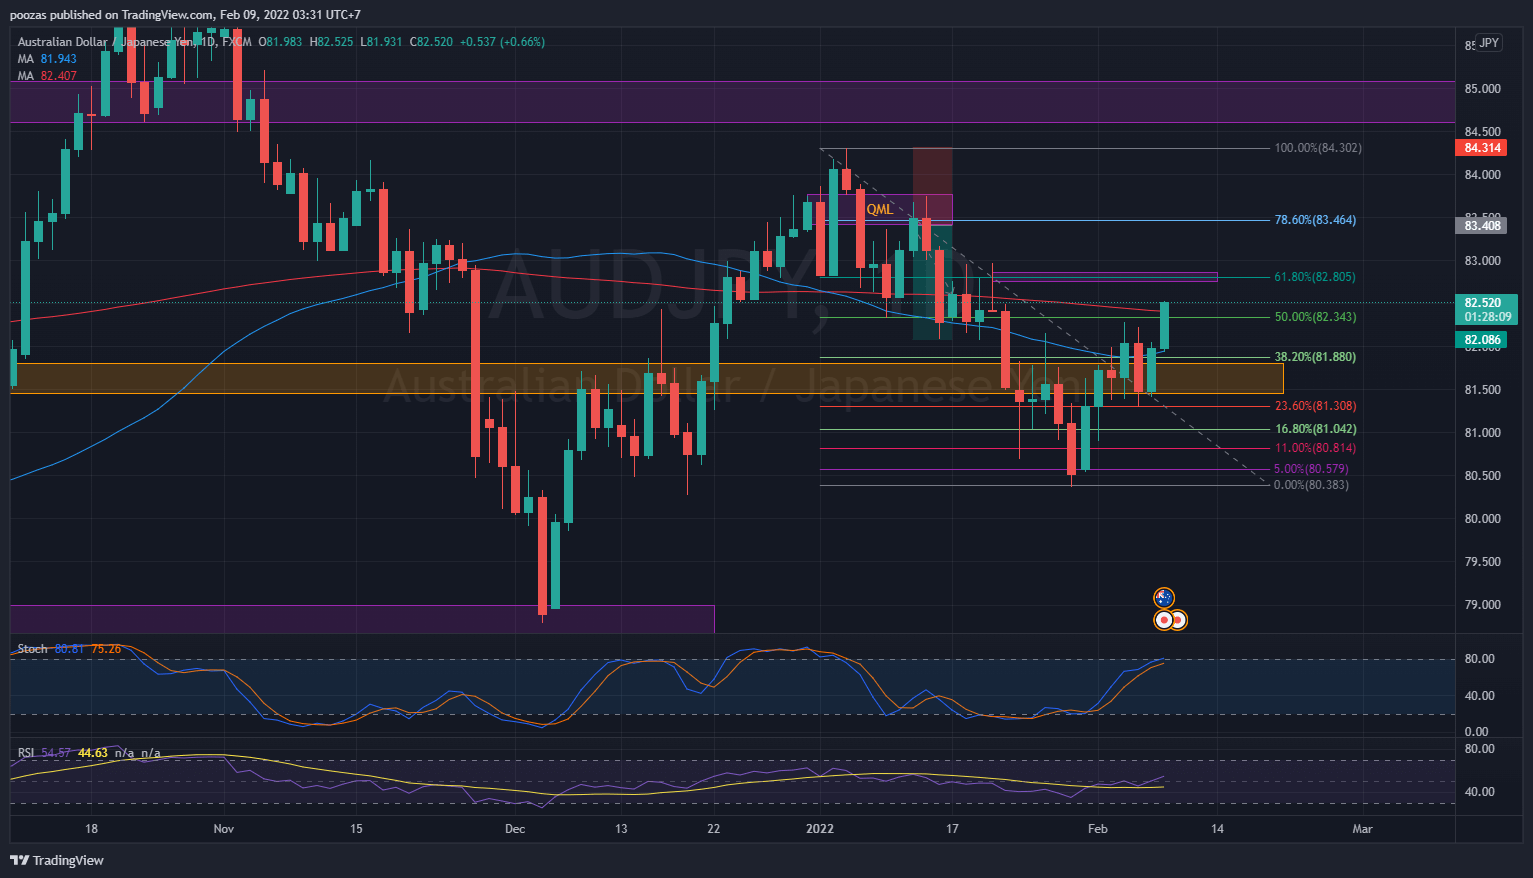 poozas published on TradingView.com, Feb 09, 2022 03:31 UTC+7
Australian Dollar / Japanese Yen, 1D, FXCM O81.983 H82.525 L81.931 C82.520 +0.537 (+0.66%)
MA 81.943
MA 82.407
JPY
85.000
84.500
84.314
84.000
83.500
83.408
83.000
82.520
01:28:09
82.086
82.000
81.500
81.000
80.500
80.000
79.500
79.000
100.00%(84.302)
78.60%(83.464)
61.80%(82.805)
50.00%(82.343)
38.20%(81.880)
23.60%(81.308)
16.80%(81.042)
11.00%(80.814)
5.00%(80.579)
0.00%(80.383)
QML
AUDJPY, 1D
Australian Dollar / Japanese Yen
Stoch 80.81 75.26
80.00
40.00
0.00
RSI 54.57 44.63 n/a n/a
80.00
40.00
18 Nov 15 Dec 13 22 2022 17 Feb 14 Mar
TradingView